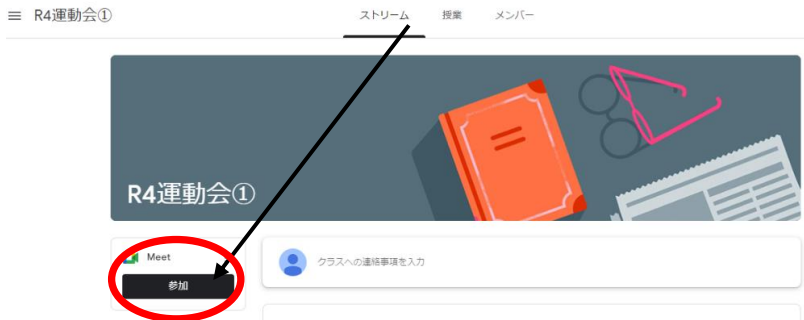 R4運動会①
ストリーム 授業 メンバー
R4運動会①
Meet
クラスへの連絡事項を入力
参加